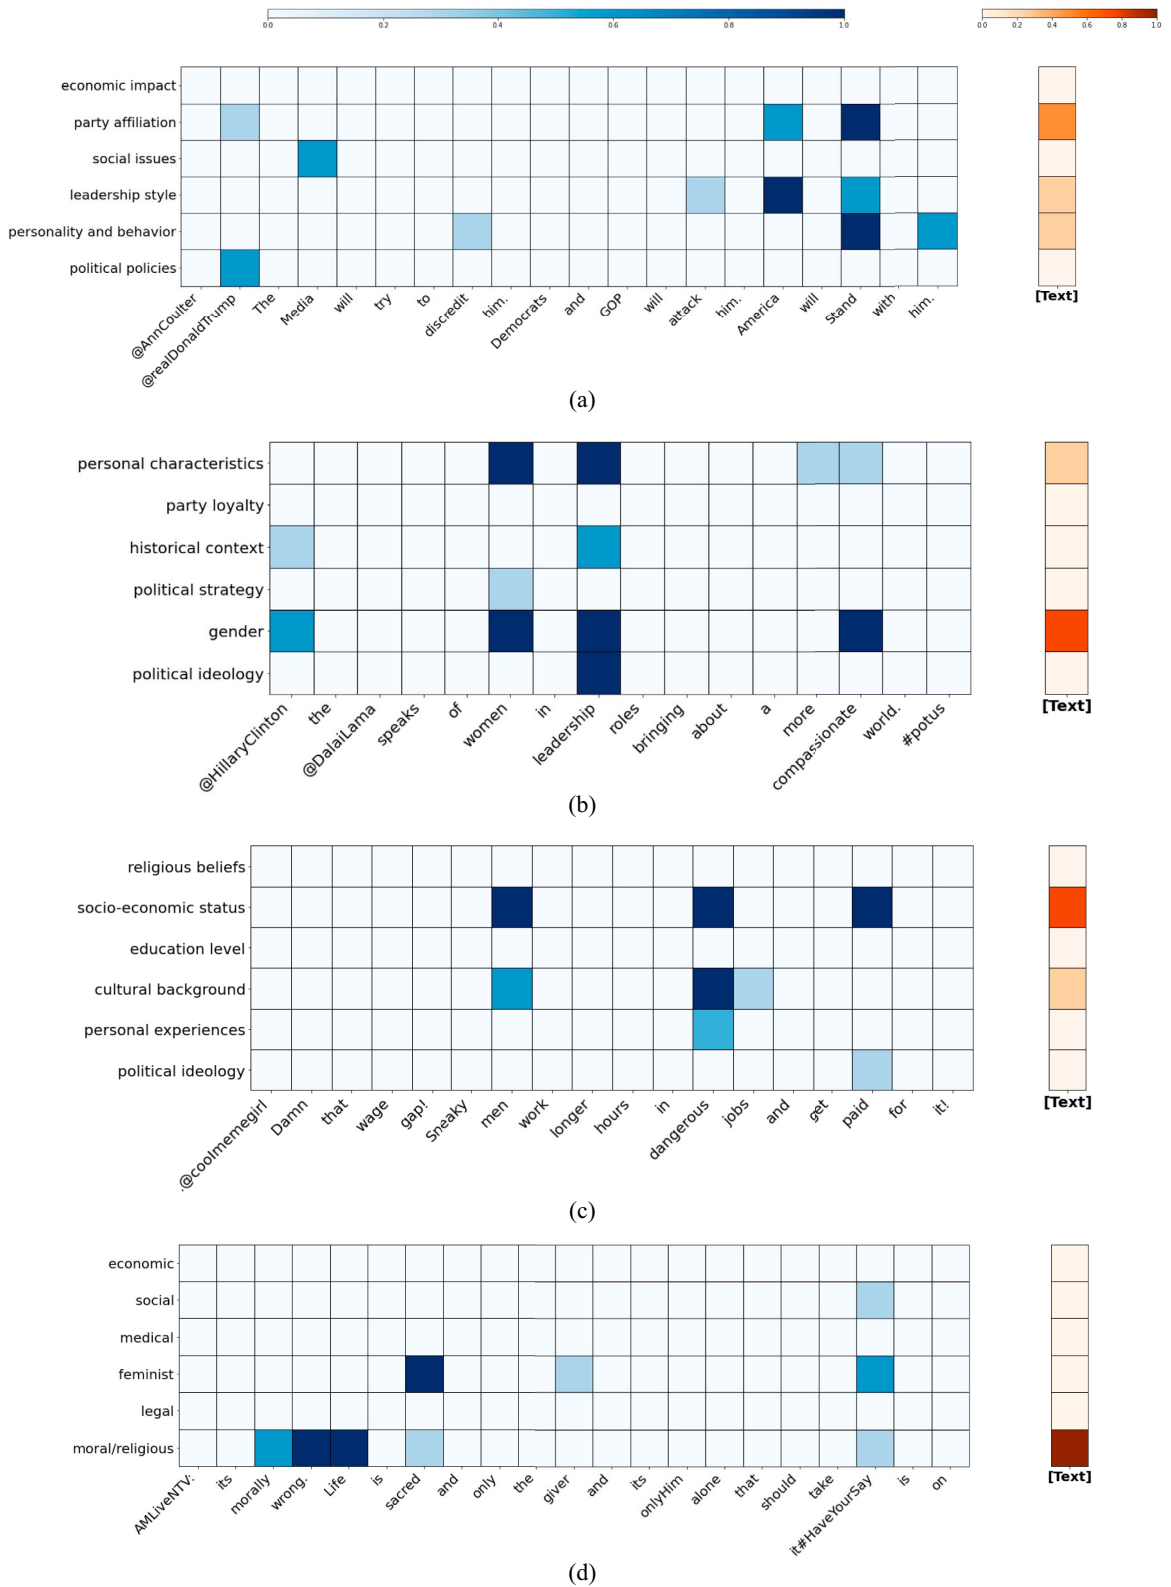 0.0 0.2 0.4 0.6 0.8 1.0
0.0 0.2 0.4 0.6 0.8 1.0
economic impact
party affiliation
social issues
leadership style
personality and behavior
political policies
@AnnCoulter @realDonaldTrump The Media will try to discredit him. Democrats and GOP will attack him. America will Stand with him.
[Text]
(a)
personal characteristics
party loyalty
historical context
political strategy
gender
political ideology
@HillaryClinton the @DalaiLama speaks of women in leadership roles bringing about a more compassionate world. #potus
[Text]
(b)
religious beliefs
socio-economic status
education level
cultural background
personal experiences
political ideology
.@coolmemegirl Damn that wage gap! Sneaky men work longer hours in dangerous jobs and get paid for it!
[Text]
(c)
economic
social
medical
feminist
legal
moral/religious
AMLiveNTV: its morally wrong. Life is sacred and only the giver and its onlyHim alone that should take it#HaveYourSay is on
[Text]
(d)